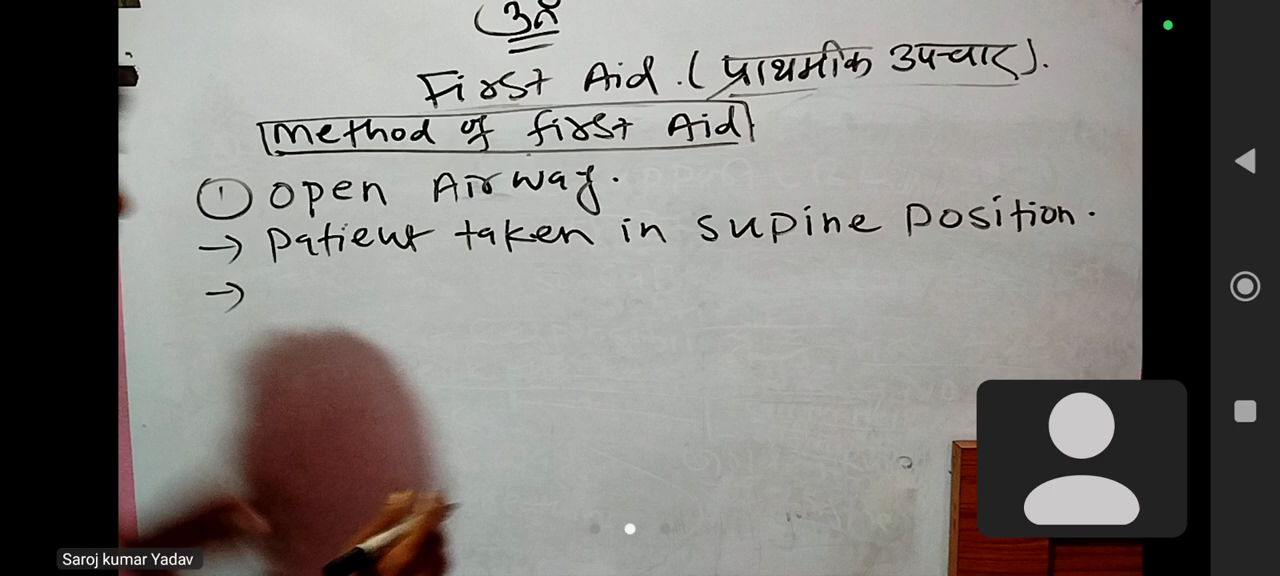 ॐ
First Aid. (प्राथमीक उपचार).
Method of first Aid
① open Airway.
→ patient taken in supine position.
→
Saroj kumar Yadav